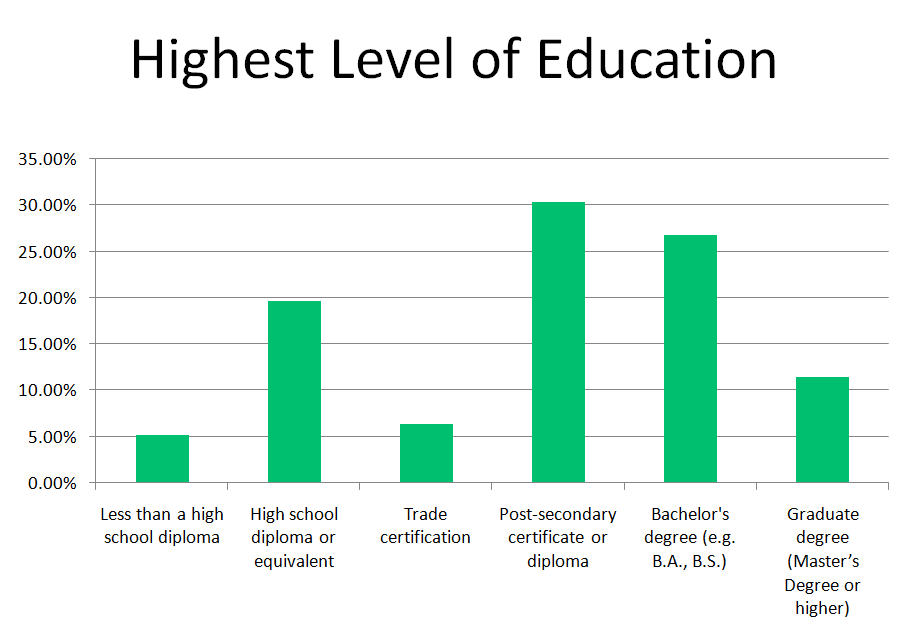 Highest Level of Education
35.00%
30.00%
25.00%
20.00%
15.00%
10.00%
5.00%
0.00%
Less than a high
school diploma
High school
diploma or
equivalent
Trade
certification
Post-secondary
certificate or
diploma
Bachelor's
degree (e.g.
B.A., B.S.)
Graduate
degree
(Master’s
Degree or
higher)